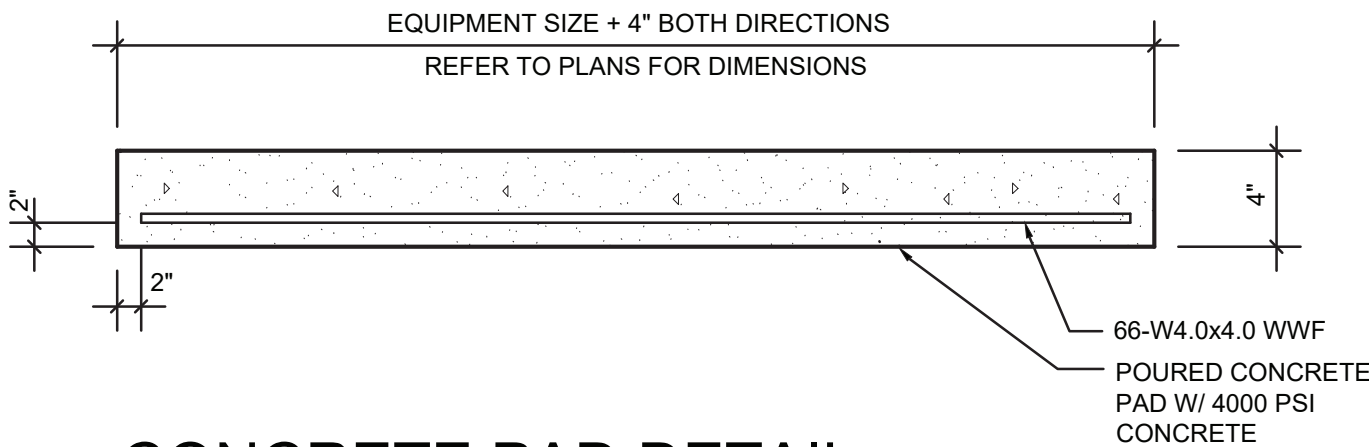 EQUIPMENT SIZE + 4" BOTH DIRECTIONS
REFER TO PLANS FOR DIMENSIONS
2"
4"
2"
66-W4.0x4.0 WWF
POURED CONCRETE
PAD W/ 4000 PSI
CONCRETE
CONCRETE PAD DETAIL